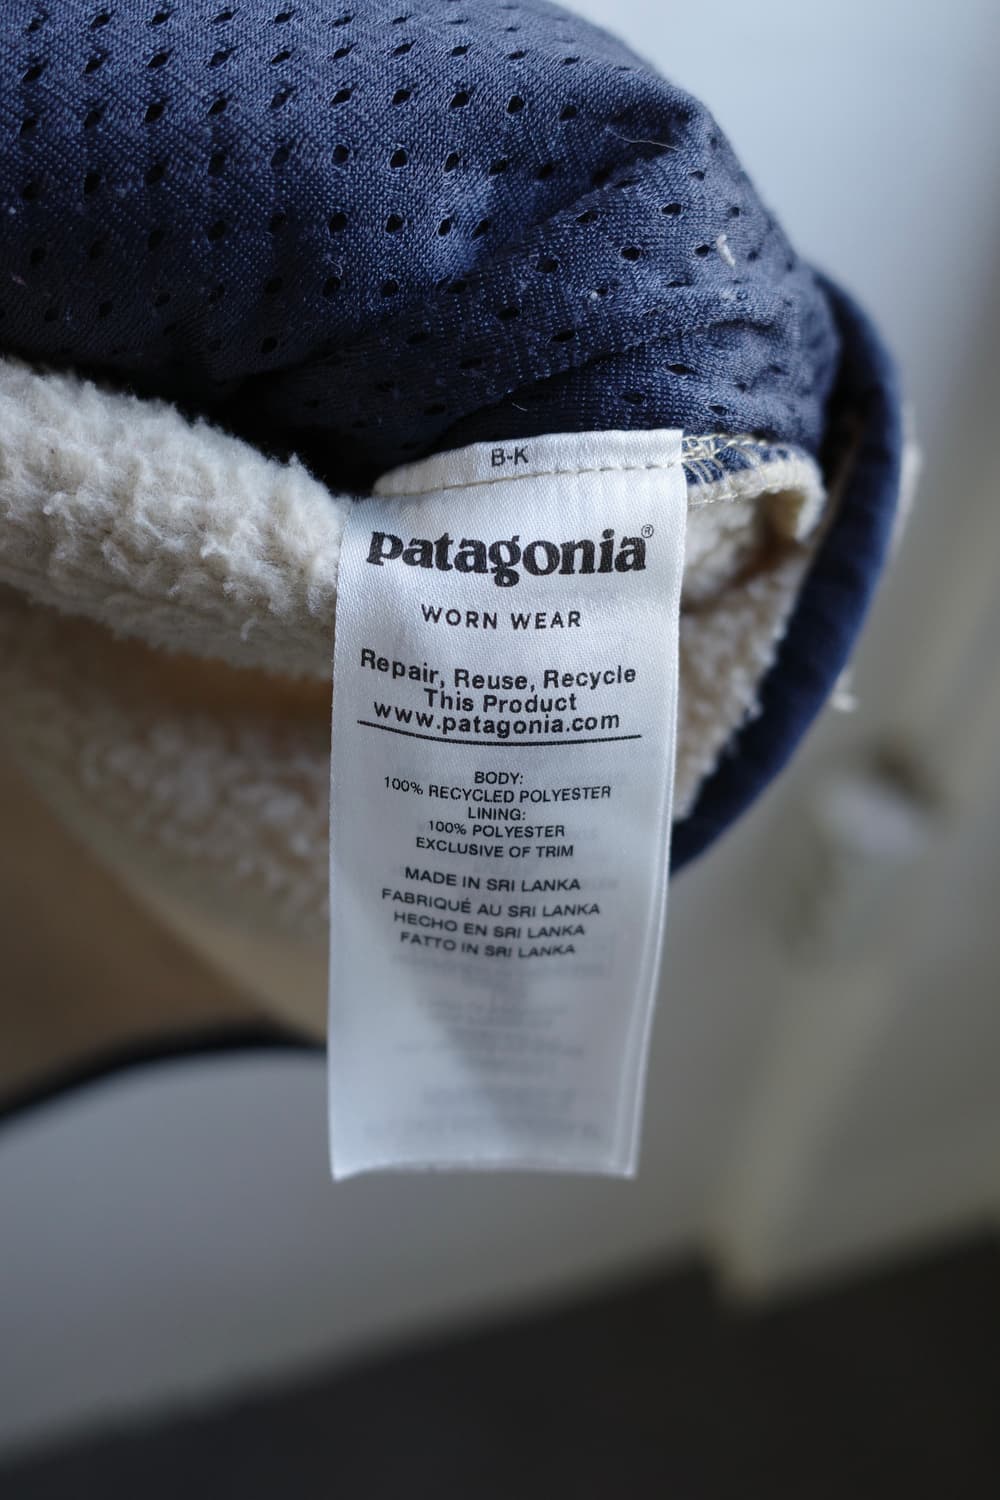 B-K
patagonia®
WORN WEAR
Repair, Reuse, Recycle
This Product
www.patagonia.com
BODY:
100% RECYCLED POLYESTER
LINING:
100% POLYESTER
EXCLUSIVE OF TRIM
MADE IN SRI LANKA
FABRIQUÉ AU SRI LANKA
HECHO EN SRI LANKA
FATTO IN SRI LANKA